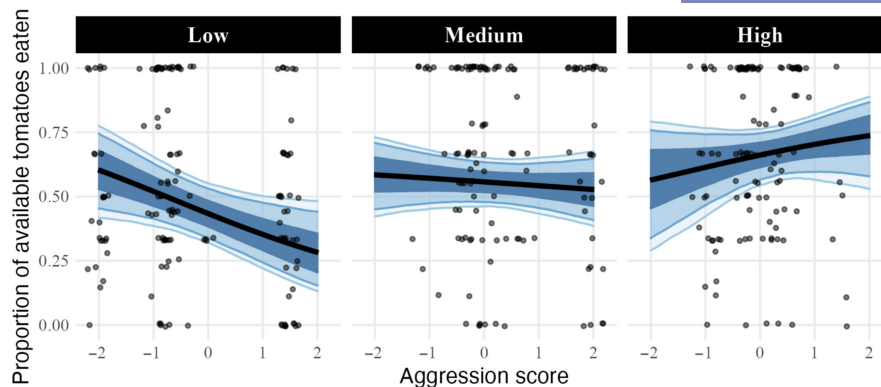 Low Medium High
Proportion of available tomatoes eaten
1.00
0.75
0.50
0.25
0.00
−2 −1 0 1 2 −2 −1 0 1 2 −2 −1 0 1 2
Aggression score